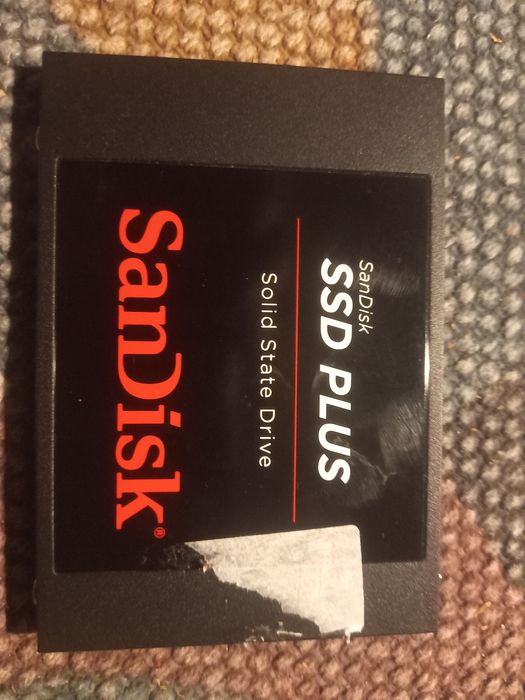 SanDisk
SSD PLUS
Solid State Drive
SanDisk®